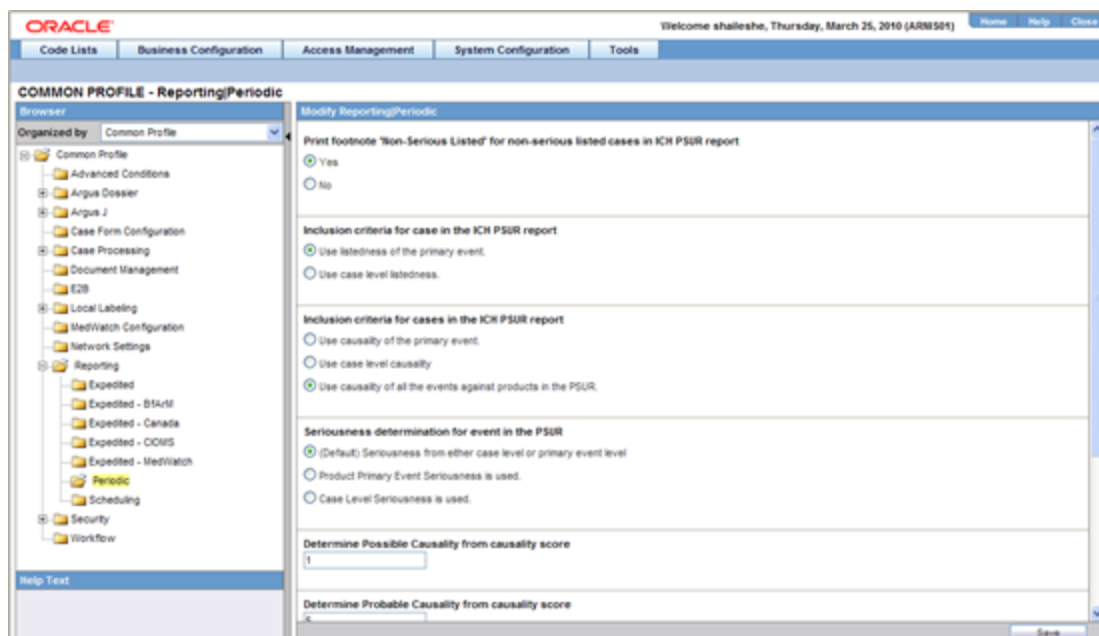 ORACLE
Welcome shaileshe, Thursday, March 25, 2010 (ARMIS01)
Home Help Close
Code Lists Business Configuration Access Management System Configuration Tools
COMMON PROFILE - Reporting|Periodic
Browser
Organized by Common Profile
Common Profile
Advanced Conditions
Argus Dossier
Argus J
Case Form Configuration
Case Processing
Document Management
E2B
Local Labeling
MedWatch Configuration
Network Settings
Reporting
Expedited
Expedited - BfArM
Expedited - Canada
Expedited - CIOMS
Expedited - MedWatch
Periodic
Scheduling
Security
Workflow
Help Text
Modify Reporting|Periodic
Print footnote 'Non-Serious Listed' for non-serious listed cases in ICH PSUR report
Yes
No
Inclusion criteria for case in the ICH PSUR report
Use listedness of the primary event.
Use case level listedness.
Inclusion criteria for cases in the ICH PSUR report
Use causality of the primary event.
Use case level causality
Use causality of all the events against products in the PSUR.
Seriousness determination for event in the PSUR
(Default) Seriousness from either case level or primary event level
Product Primary Event Seriousness is used.
Case Level Seriousness is used.
Determine Possible Causality from causality score
1
Determine Probable Causality from causality score
Save